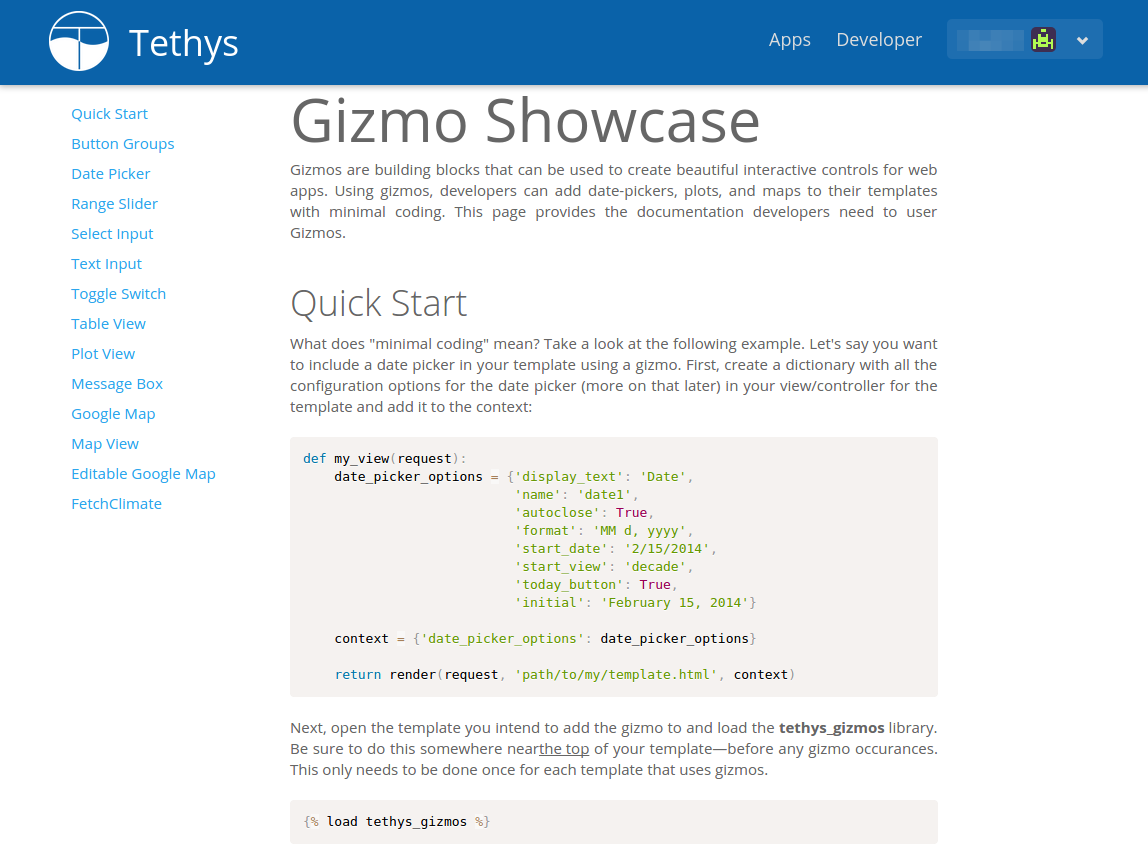 Tethys
Apps
Developer
Quick Start
Button Groups
Date Picker
Range Slider
Select Input
Text Input
Toggle Switch
Table View
Plot View
Message Box
Google Map
Map View
Editable Google Map
FetchClimate
Gizmo Showcase
Gizmos are building blocks that can be used to create beautiful interactive controls for web
apps. Using gizmos, developers can add date-pickers, plots, and maps to their templates
with minimal coding. This page provides the documentation developers need to user
Gizmos.
Quick Start
What does "minimal coding" mean? Take a look at the following example. Let's say you want
to include a date picker in your template using a gizmo. First, create a dictionary with all the
configuration options for the date picker (more on that later) in your view/controller for the
template and add it to the context:
def my_view(request):
    date_picker_options = {'display_text': 'Date',
                           'name': 'date1',
                           'autoclose': True,
                           'format': 'MM d, yyyy',
                           'start_date': '2/15/2014',
                           'start_view': 'decade',
                           'today_button': True,
                           'initial': 'February 15, 2014'}
    context = {'date_picker_options': date_picker_options}
    return render(request, 'path/to/my/template.html', context)
Next, open the template you intend to add the gizmo to and load the tethys_gizmos library.
Be sure to do this somewhere nearthe top of your template—before any gizmo occurances.
This only needs to be done once for each template that uses gizmos.
{% load tethys_gizmos %}